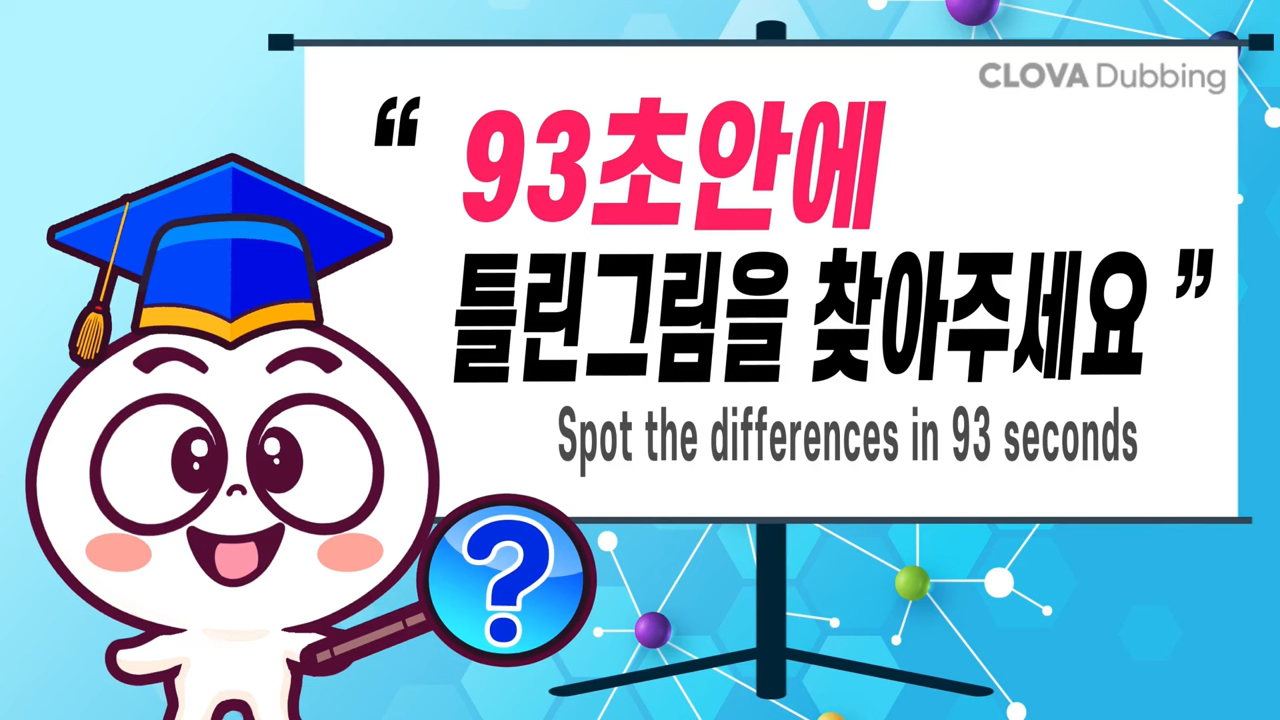 CLOVA Dubbing
“ 93초안에
틀린그림을 찾아주세요 ”
Spot the differences in 93 seconds
?